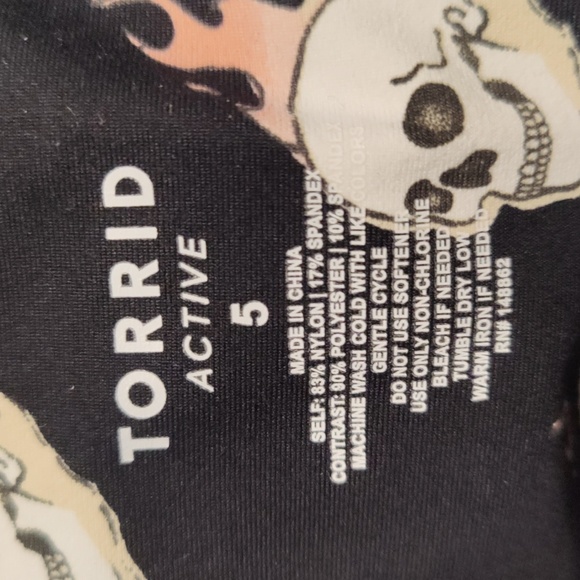 TORRID
ACTIVE
5
MADE IN CHINA
SELF: 83% NYLON | 17% SPANDEX
CONTRAST: 90% POLYESTER | 10% SPANDEX
MACHINE WASH COLD WITH LIKE COLORS
GENTLE CYCLE
DO NOT USE SOFTENER
USE ONLY NON-CHLORINE
BLEACH IF NEEDED
TUMBLE DRY LOW
WARM IRON IF NEEDED
RN# 148862